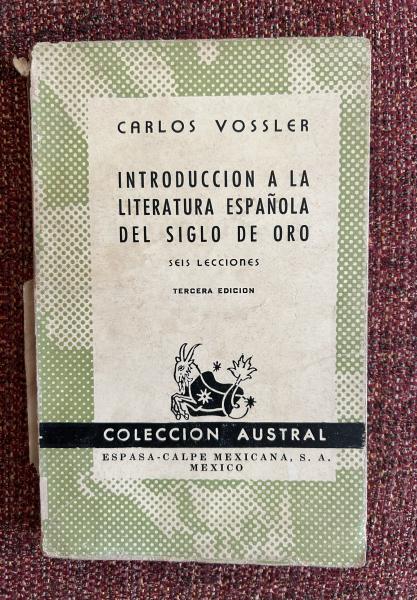 CARLOS VOSSLER
INTRODUCCION A LA
LITERATURA ESPAÑOLA
DEL SIGLO DE ORO
SEIS LECCIONES
TERCERA EDICION
COLECCION AUSTRAL
ESPASA-CALPE MEXICANA, S. A.
MEXICO